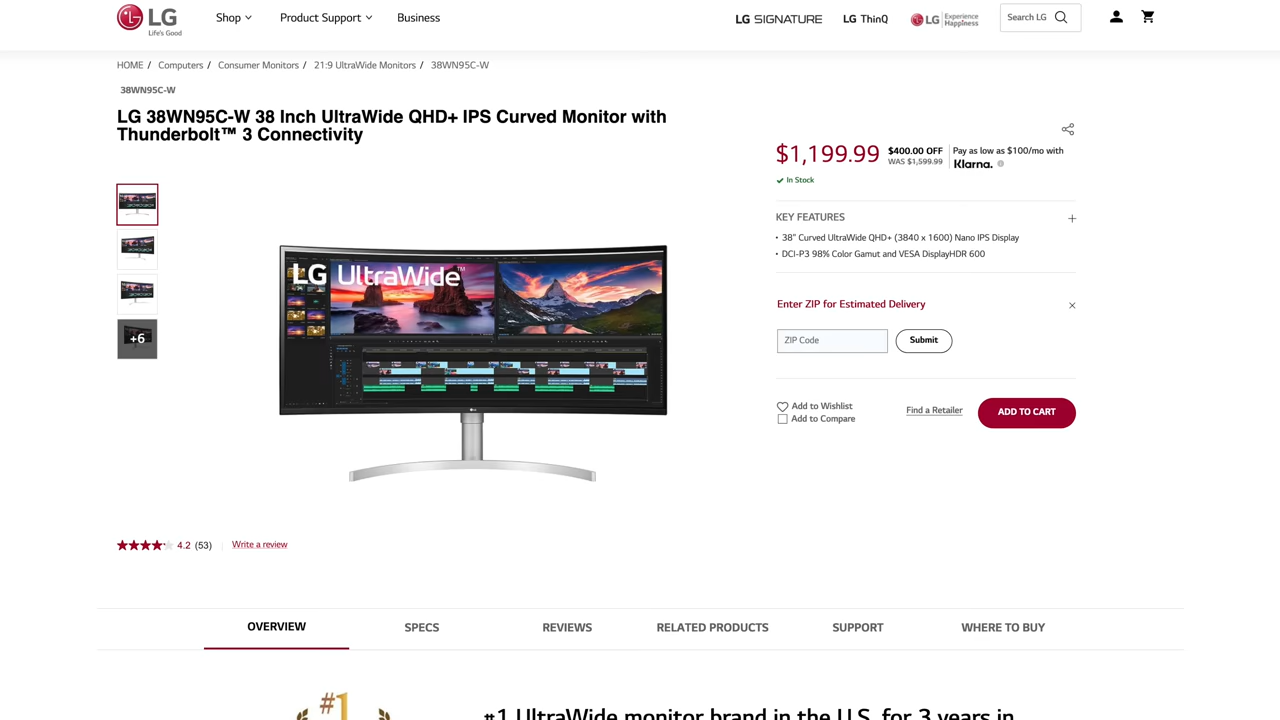 LG
Life's Good
Shop
Product Support
Business
LG SIGNATURE
LG ThinQ
LG Experience Happiness
Search LG
HOME / Computers / Consumer Monitors / 21:9 UltraWide Monitors / 38WN95C-W
38WN95C-W
LG 38WN95C-W 38 Inch UltraWide QHD+ IPS Curved Monitor with
Thunderbolt™ 3 Connectivity
$1,199.99
$400.00 OFF
WAS $1,599.99
Pay as low as $100/mo with
Klarna.
In Stock
KEY FEATURES
• 38" Curved UltraWide QHD+ (3840 x 1600) Nano IPS Display
• DCI-P3 98% Color Gamut and VESA DisplayHDR 600
LG UltraWide™
+6
Enter ZIP for Estimated Delivery
ZIP Code
Submit
Add to Wishlist
Add to Compare
Find a Retailer
ADD TO CART
4.2 (53)
Write a review
OVERVIEW
SPECS
REVIEWS
RELATED PRODUCTS
SUPPORT
WHERE TO BUY
#1
#1 UltraWide monitor brand in the U.S. for 3 years in